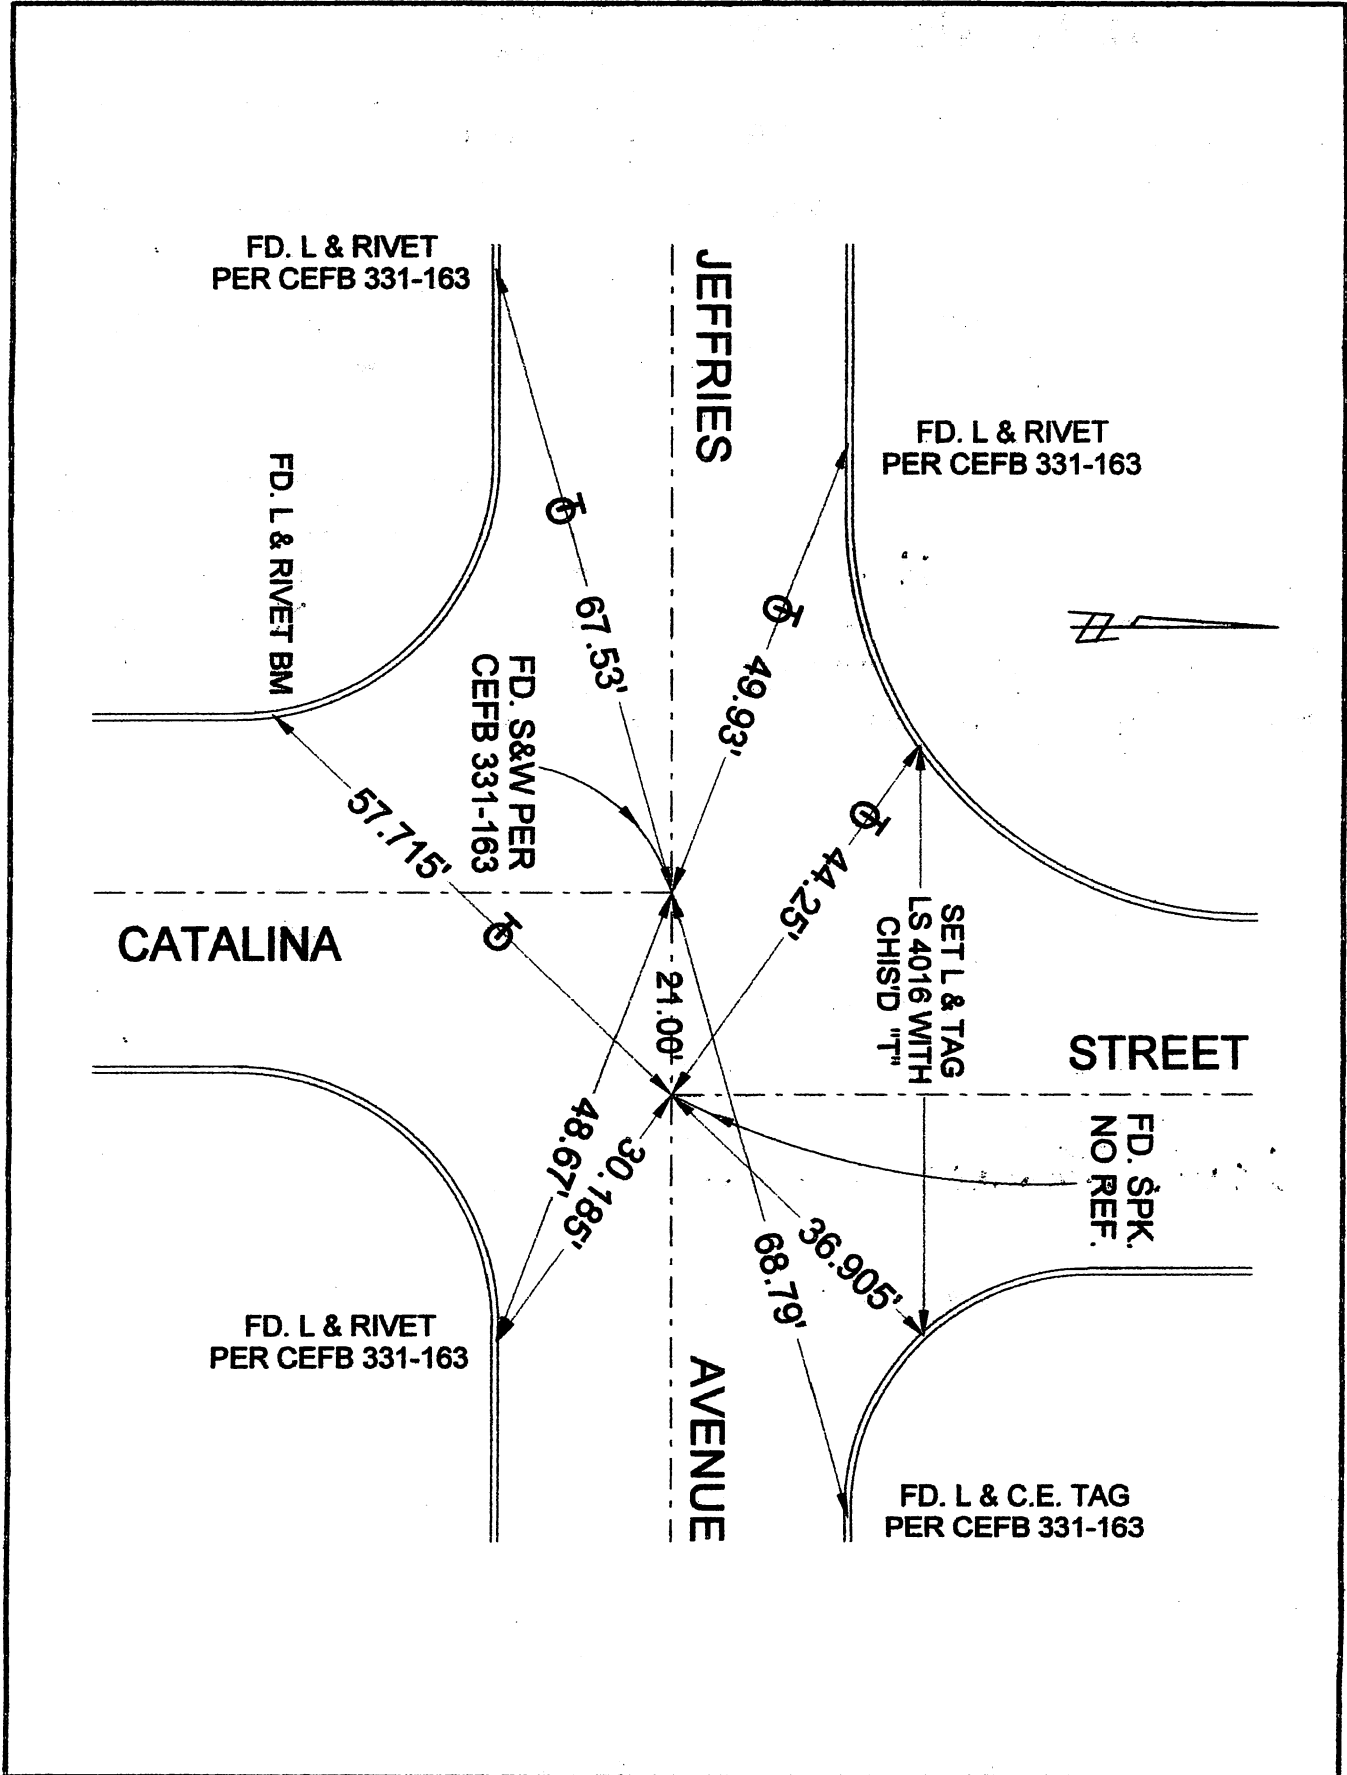 FD. L & RIVET
PER CEFB 331-163
JEFFRIES
FD. L & RIVET
PER CEFB 331-163
FD. L & RIVET BM
67.53'
49.93'
FD. S&W PER
CEFB 331-163
57.715'
44.25'
SET L & TAG
LS 4016 WITH
CHIS'D "T"
CATALINA
21.00'
STREET
FD. SPK.
NO REF.
48.67'
30.185'
36.905'
68.79'
FD. L & RIVET
PER CEFB 331-163
AVENUE
FD. L & C.E. TAG
PER CEFB 331-163